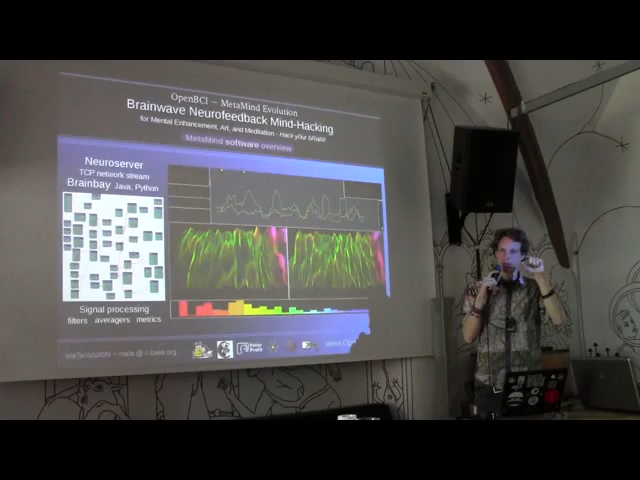 OpenBCI ~ MetaMind Evolution
Brainwave Neurofeedback Mind-Hacking
for Mental Enhancement, Art, and Meditation - Hack yOur bRaiN!
MetaMind software overview
Neuroserver
TCP network stream
Brainbay Java, Python
Signal processing
filters averagers metrics